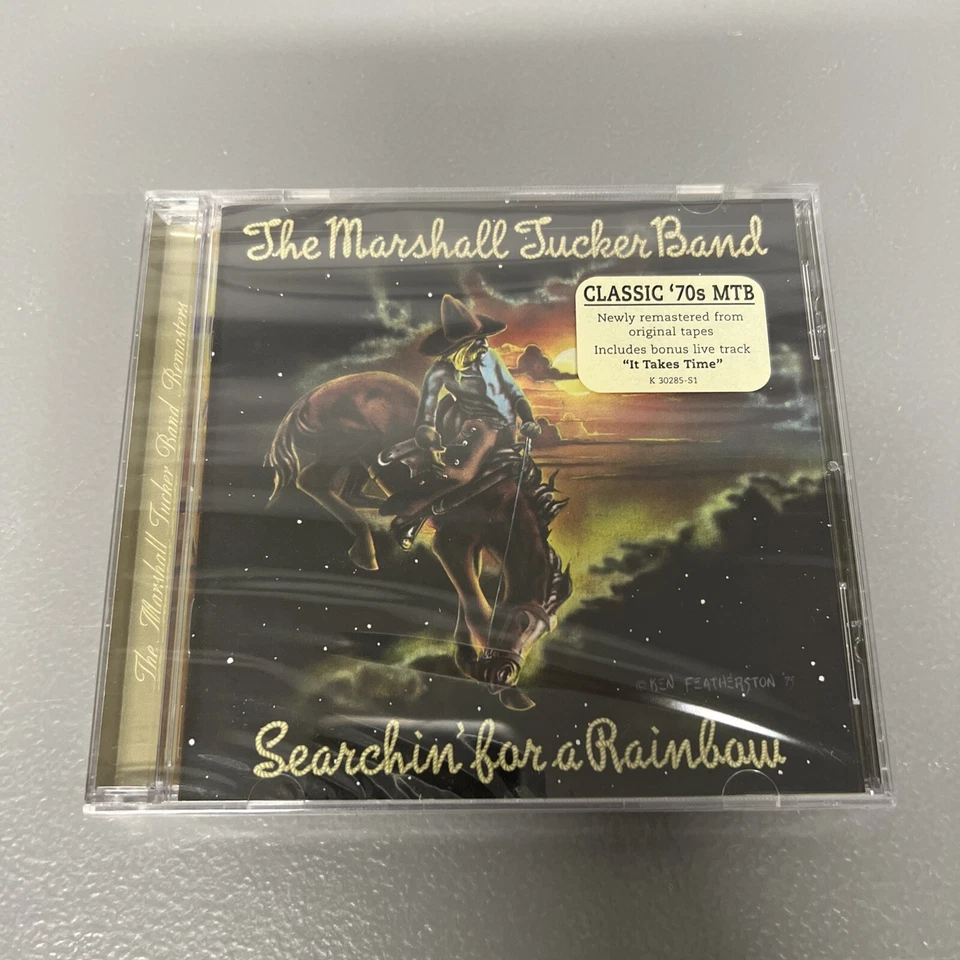 The Marshall Tucker Band
CLASSIC ‘70s MTB
Newly remastered from
original tapes
Includes bonus live track
“It Takes Time”
K 30285-S1
The Marshall Tucker Band Remasters
© KEN FEATHERSTON '75
Searchin' for a Rainbow